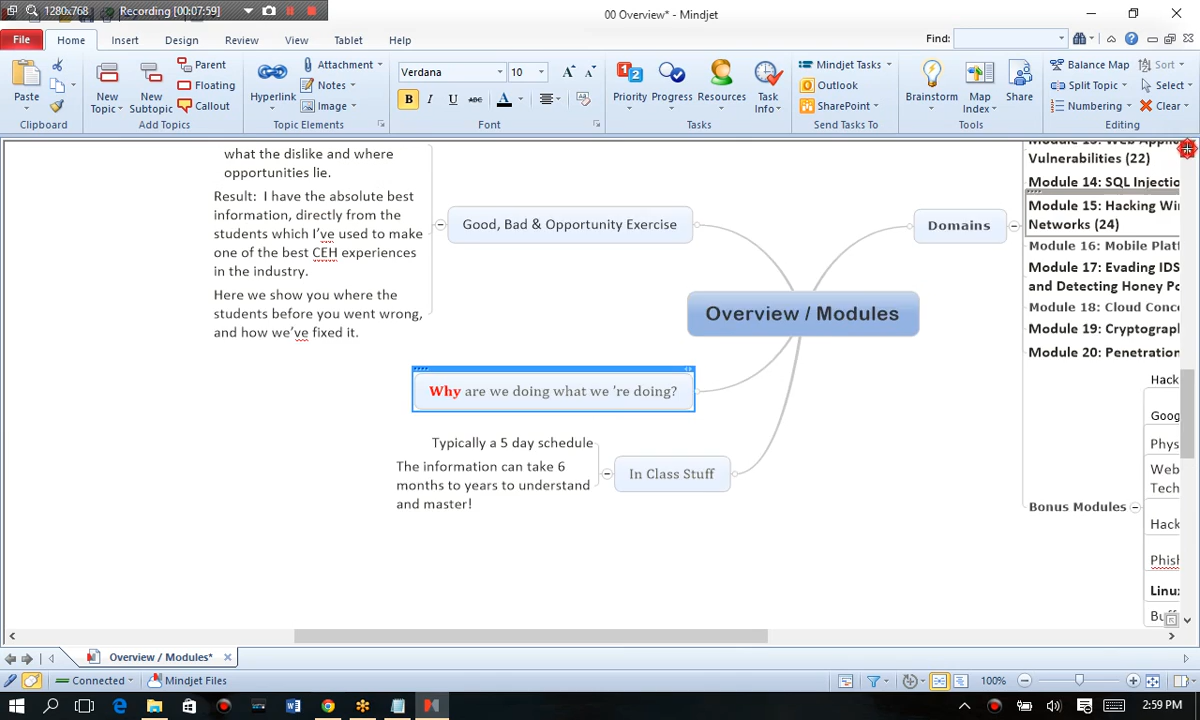 1280x768
Recording [00:07:59]
00 Overview* - Mindjet
File
Home
Insert
Design
Review
View
Tablet
Help
Find:
Paste
Clipboard
New
Topic
New
Subtopic
Parent
Floating
Callout
Add Topics
Hyperlink
Attachment
Notes
Image
Topic Elements
Verdana
10
A
A
B
I
U
ABC
A
Font
Priority
Progress
Resources
Task
Info
Tasks
Mindjet Tasks
Outlook
SharePoint
Send Tasks To
Brainstorm
Map
Index
Share
Tools
Balance Map
Split Topic
Numbering
Sort
Select
Clear
Editing
what the dislike and where
opportunities lie.
Result:  I have the absolute best
information, directly from the
students which I've used to make
one of the best CEH experiences
in the industry.
Here we show you where the
students before you went wrong,
and how we've fixed it.
Good, Bad & Opportunity Exercise
Why are we doing what we 're doing?
Typically a 5 day schedule
The information can take 6
months to years to understand
and master!
In Class Stuff
Overview / Modules
Domains
Vulnerabilities (22)
Module 14: SQL Injectio
Module 15: Hacking Wir
Networks (24)
Module 16: Mobile Platf
Module 17: Evading IDS
and Detecting Honey Po
Module 18: Cloud Conce
Module 19: Cryptograp
Module 20: Penetration
Bonus Modules
Hack
Goog
Phys
Web
Tech
Hack
Phish
Linux
Bu
Overview / Modules*
Connected
Mindjet Files
100%
2:59 PM